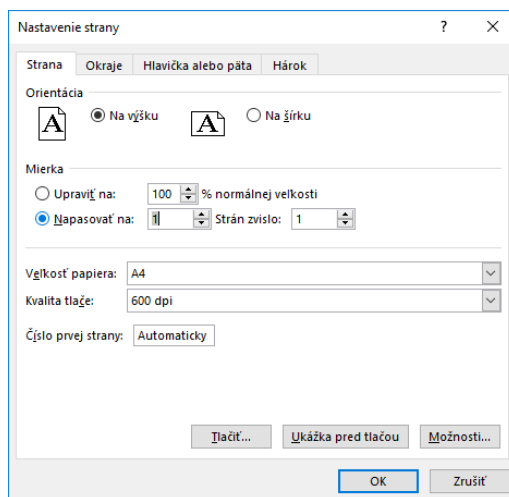 Nastavenie strany ? ×
Strana Okraje Hlavička alebo päta Hárok
Orientácia
A Na výšku A Na šírku
Mierka
Upraviť na: 100 % normálnej veľkosti
Napasovať na: 1 Strán zvislo: 1
Veľkosť papiera: A4
Kvalita tlače: 600 dpi
Číslo prvej strany: Automaticky
Tlačiť... Ukážka pred tlačou Možnosti...
OK Zrušiť